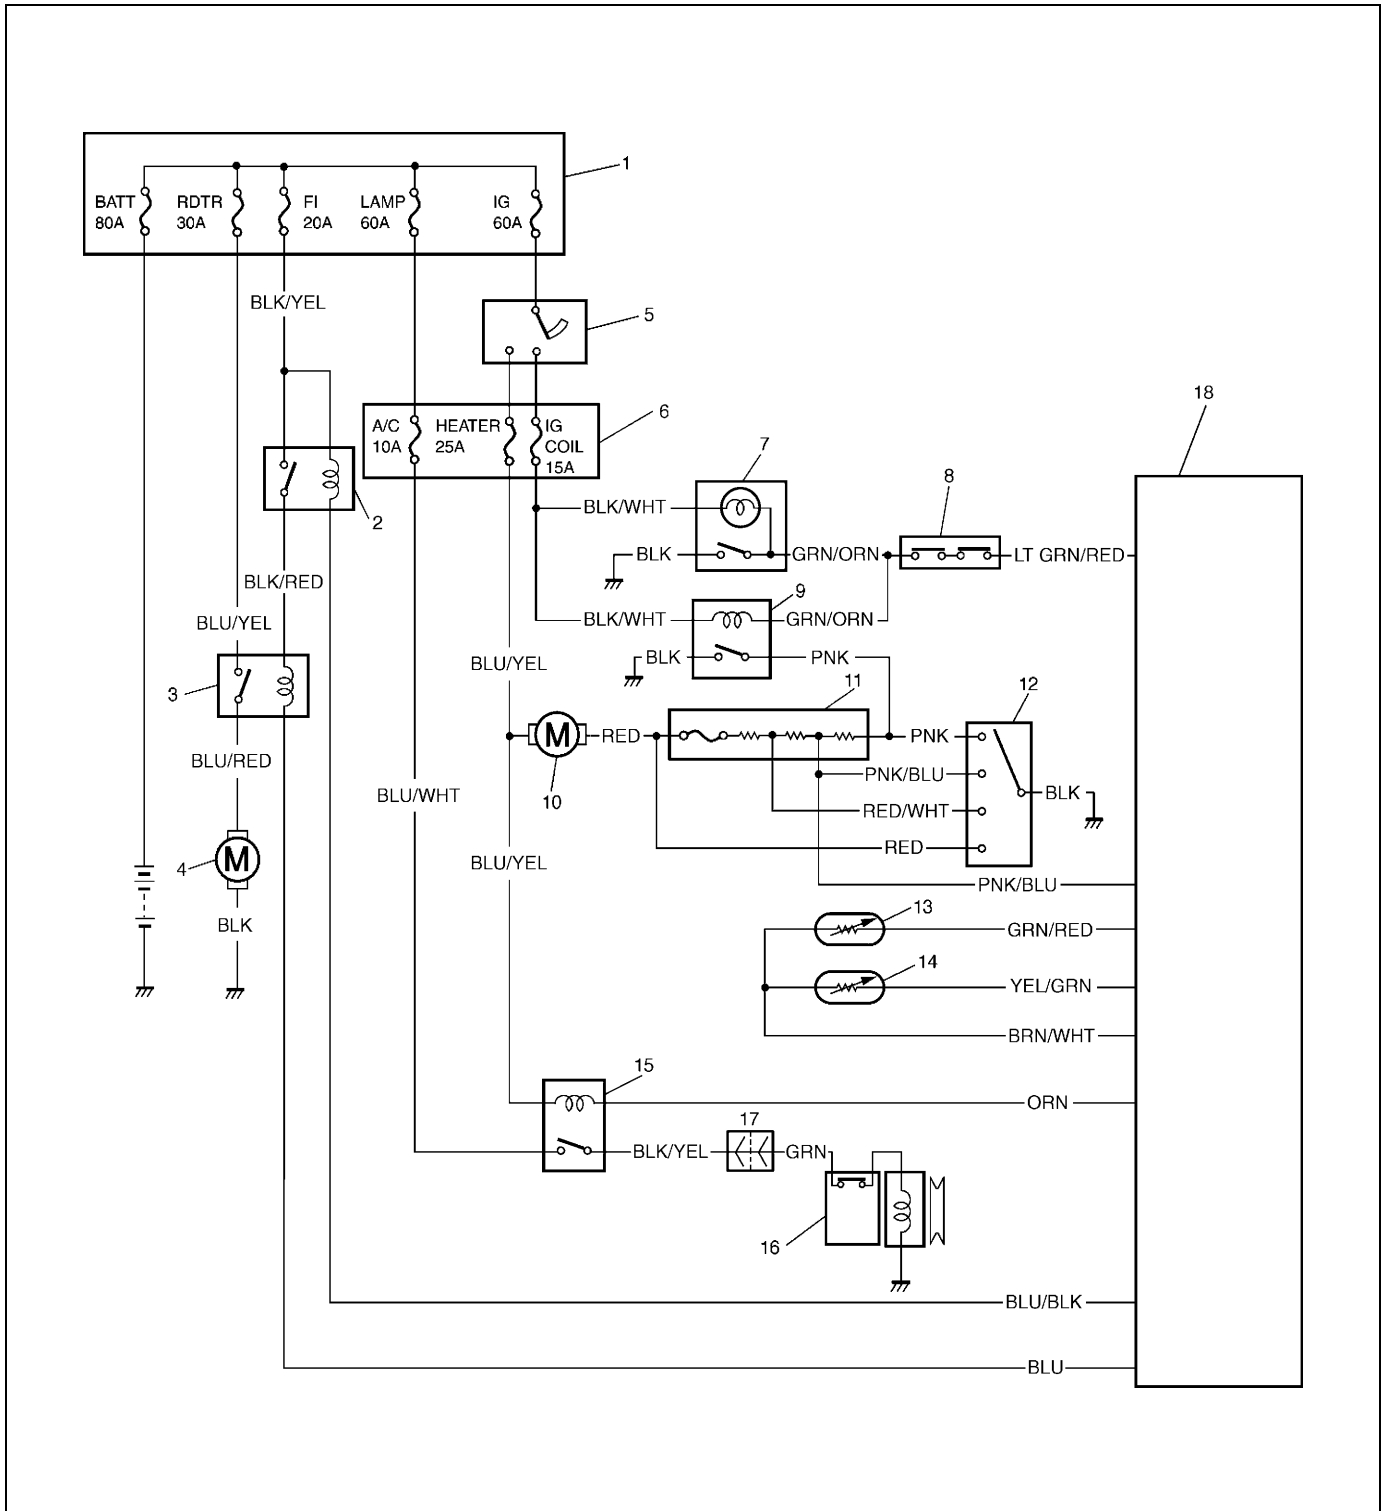 1
BATT
80A
RDTR
30A
FI
20A
LAMP
60A
IG
60A
BLK/YEL
5
18
6
A/C
10A
HEATER
25A
IG
COIL
15A
7
8
2
BLK/WHT
BLK
GRN/ORN
LT GRN/RED
BLK/RED
9
BLU/YEL
BLK/WHT
GRN/ORN
BLU/YEL
BLK
PNK
3
11
12
M
RED
PNK
BLU/RED
PNK/BLU
BLU/WHT
10
BLK
RED/WHT
RED
4
M
BLU/YEL
PNK/BLU
13
BLK
GRN/RED
14
YEL/GRN
BRN/WHT
15
ORN
17
BLK/YEL
GRN
16
BLU/BLK
BLU